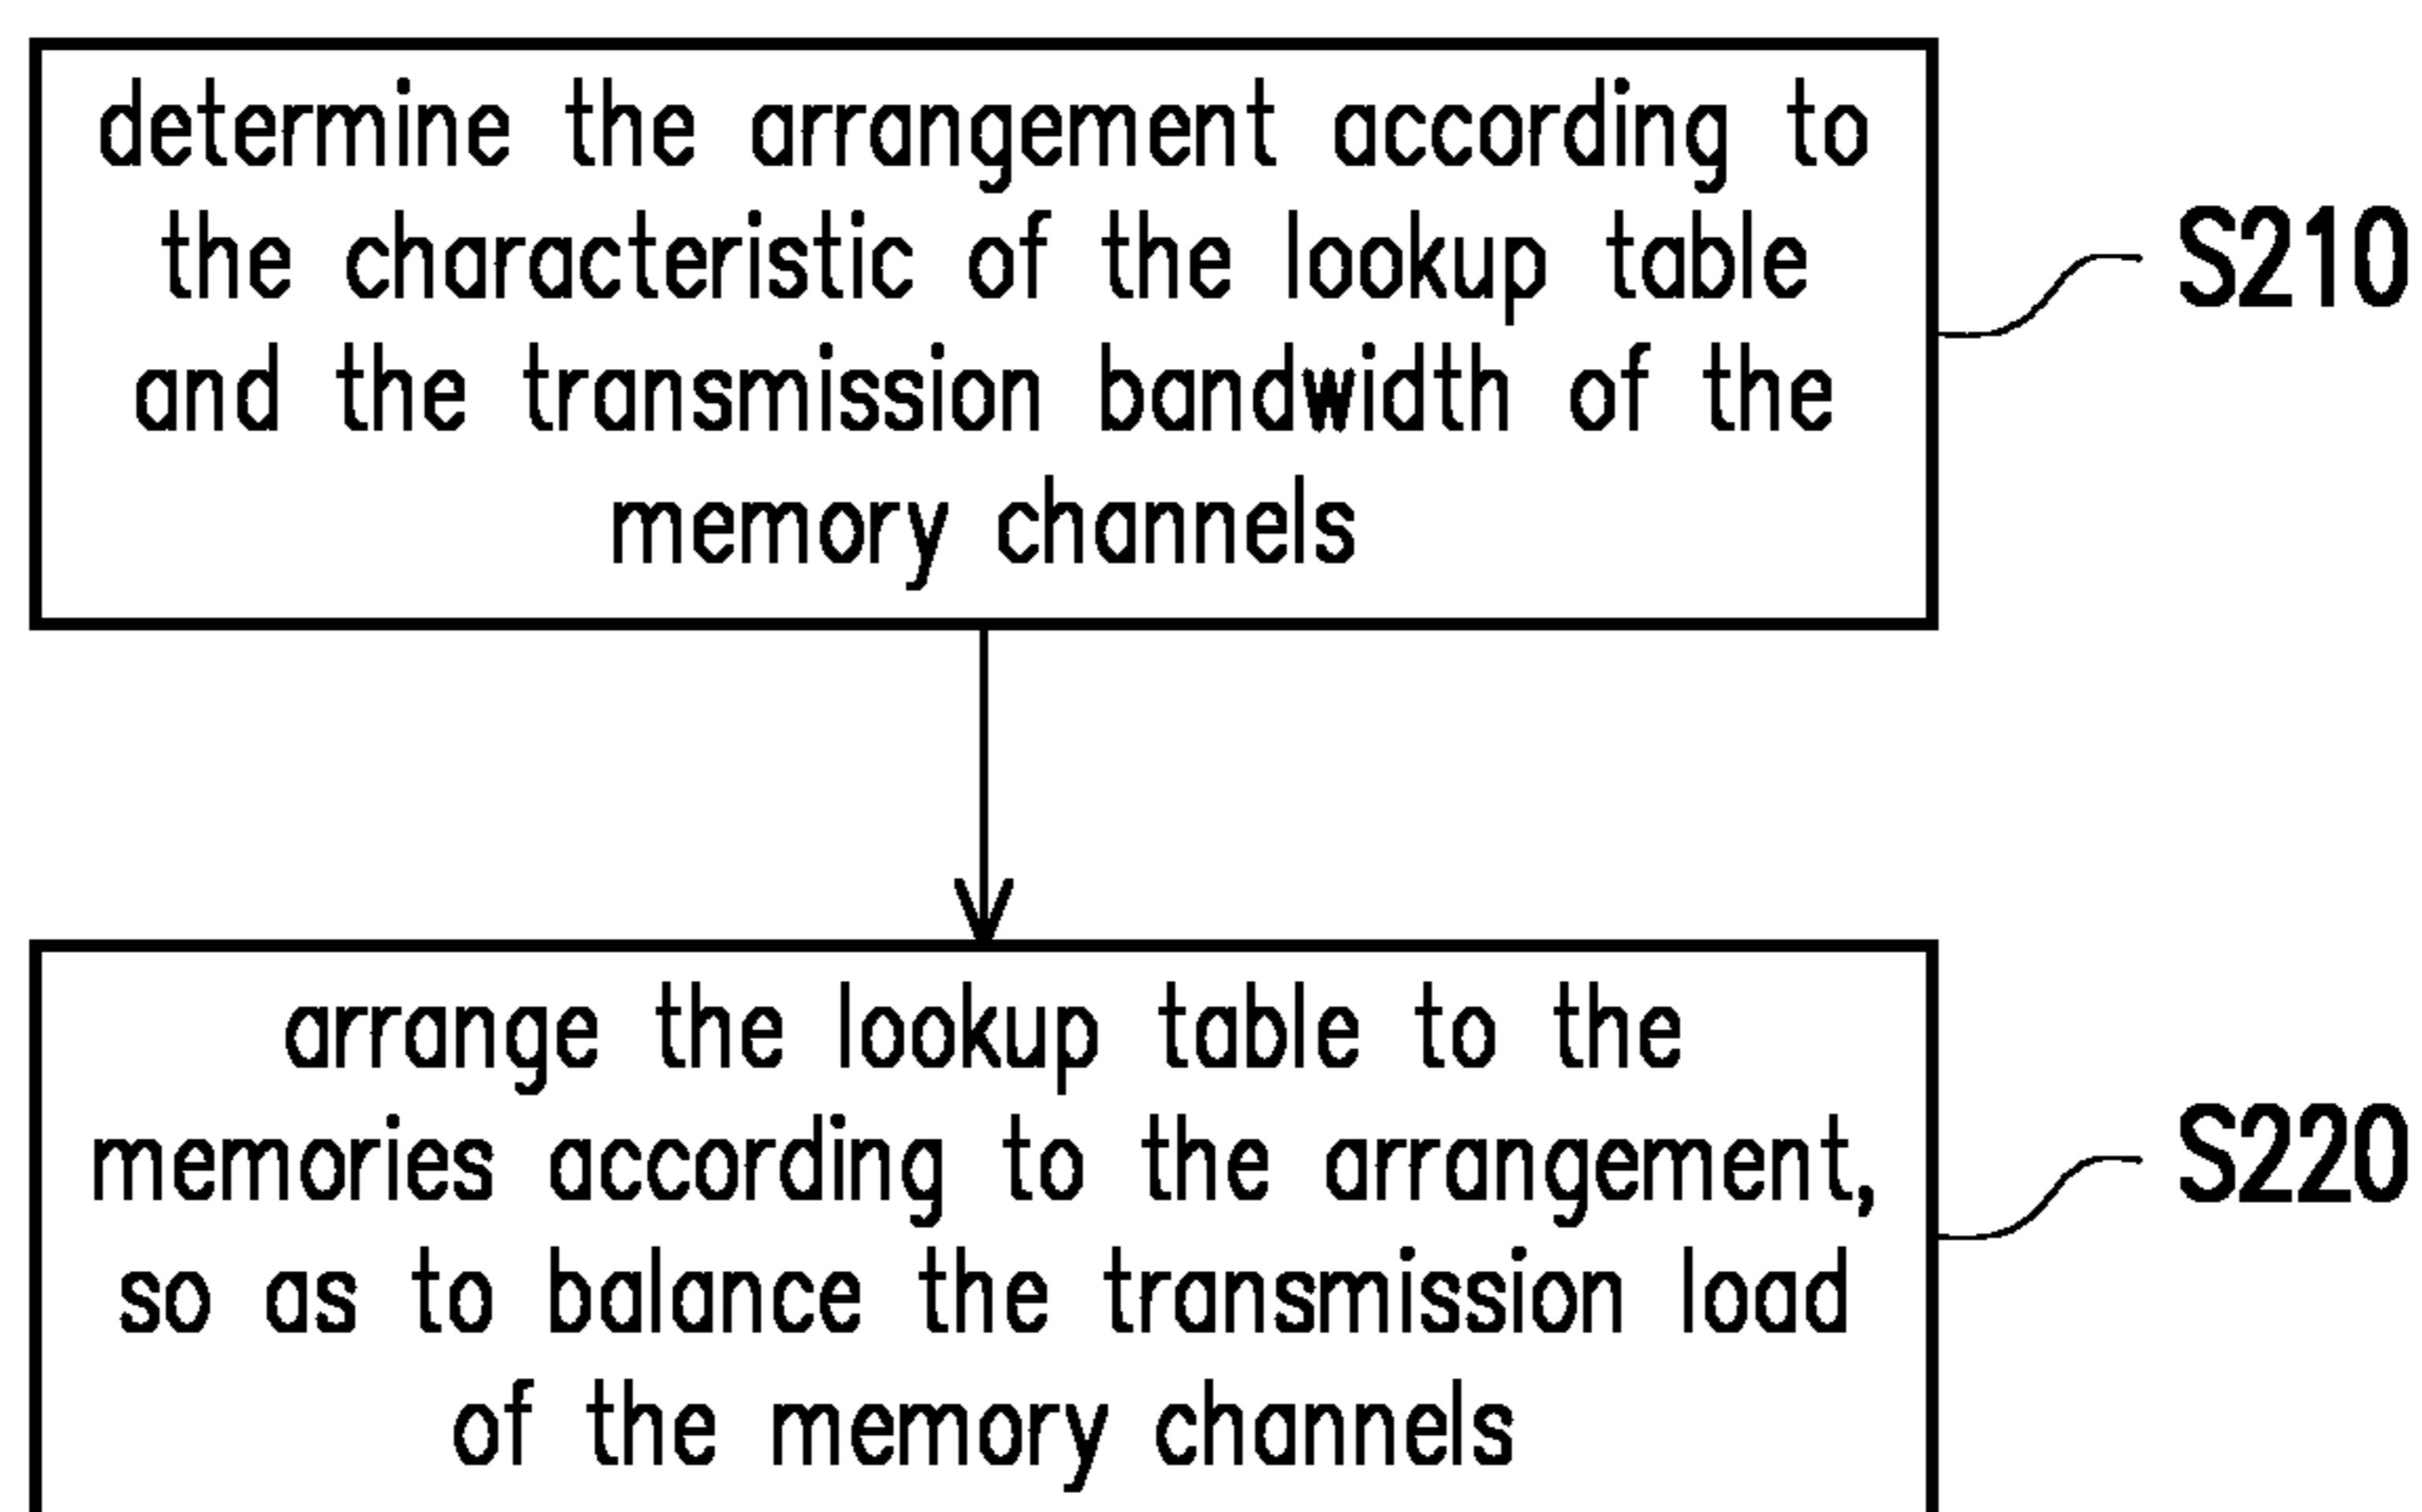 determine the arrangement according to
the characteristic of the lookup table
and the transmission bandwidth of the
memory channels
S210
arrange the lookup table to the
memories according to the arrangement,
so as to balance the transmission load
of the memory channels
S220